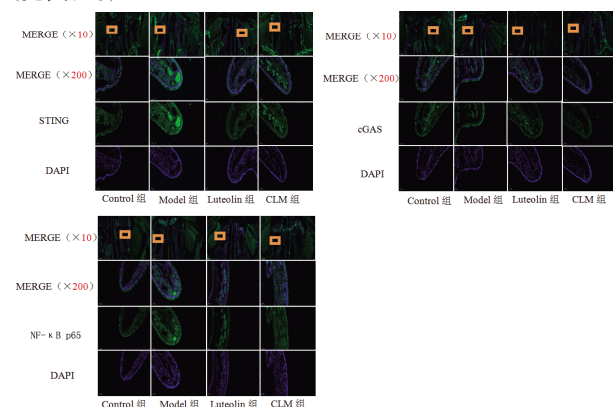 MERGE（×10）
MERGE（×200）
STING
DAPI
Control 组 Model 组 Luteolin 组 CLM 组
MERGE（×10）
MERGE（×200）
cGAS
DAPI
Control 组 Model 组 Luteolin 组 CLM 组
MERGE（×10）
MERGE（×200）
NF-κB p65
DAPI
Control 组 Model 组 Luteolin 组 CLM 组